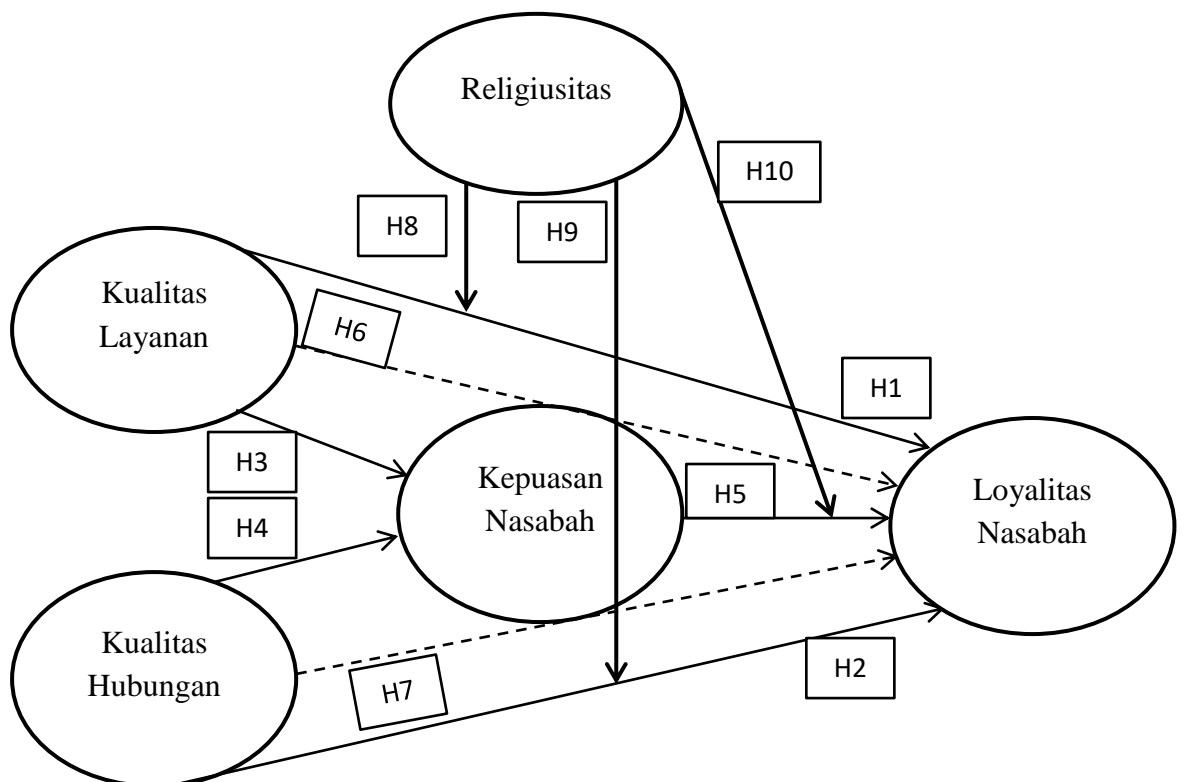 Religiusitas
H10
H8
H9
Kualitas
Layanan
H6
H1
H3
H4
Kepuasan
Nasabah
H5
Loyalitas
Nasabah
Kualitas
Hubungan
H7
H2